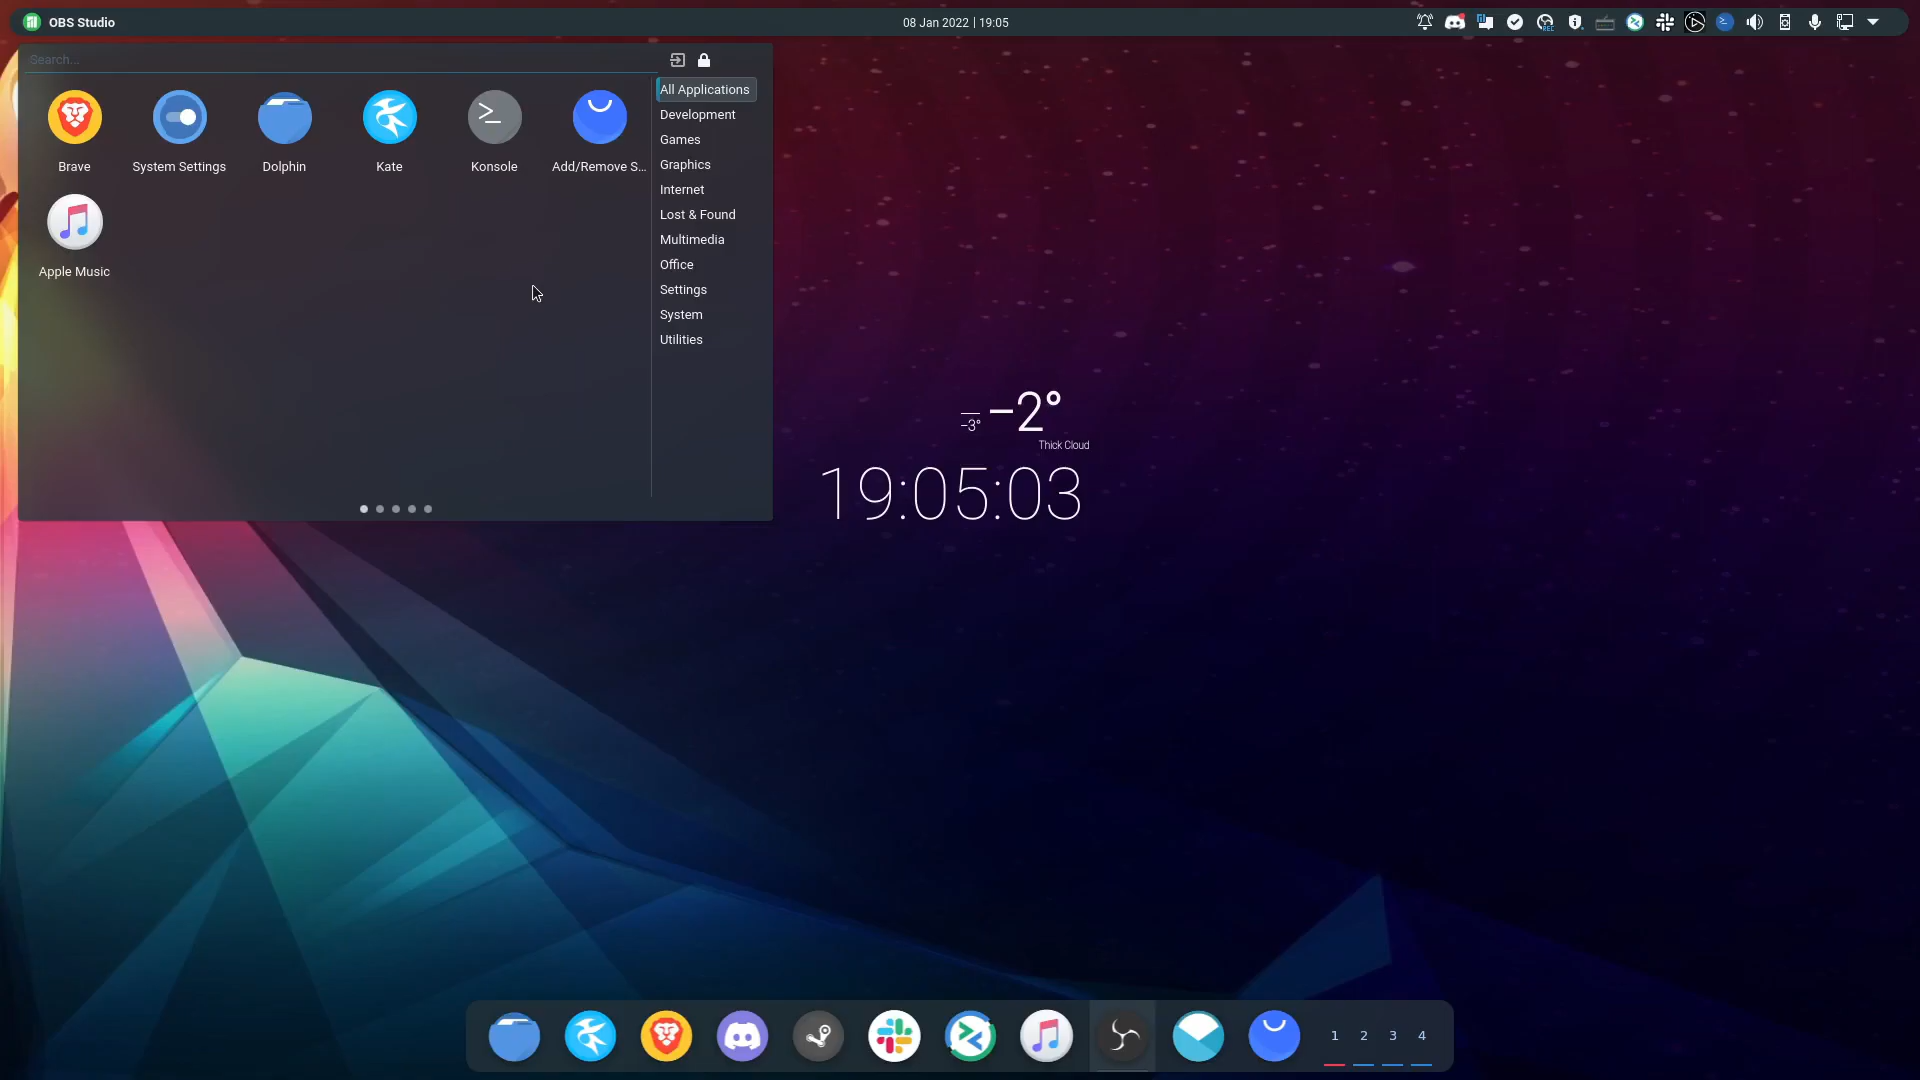 OBS Studio
08 Jan 2022 | 19:05
Search...
Brave
System Settings
Dolphin
Kate
Konsole
Add/Remove S...
Apple Music
All Applications
Development
Games
Graphics
Internet
Lost & Found
Multimedia
Office
Settings
System
Utilities
−3°
−2°
Thick Cloud
19:05:03
1 2 3 4